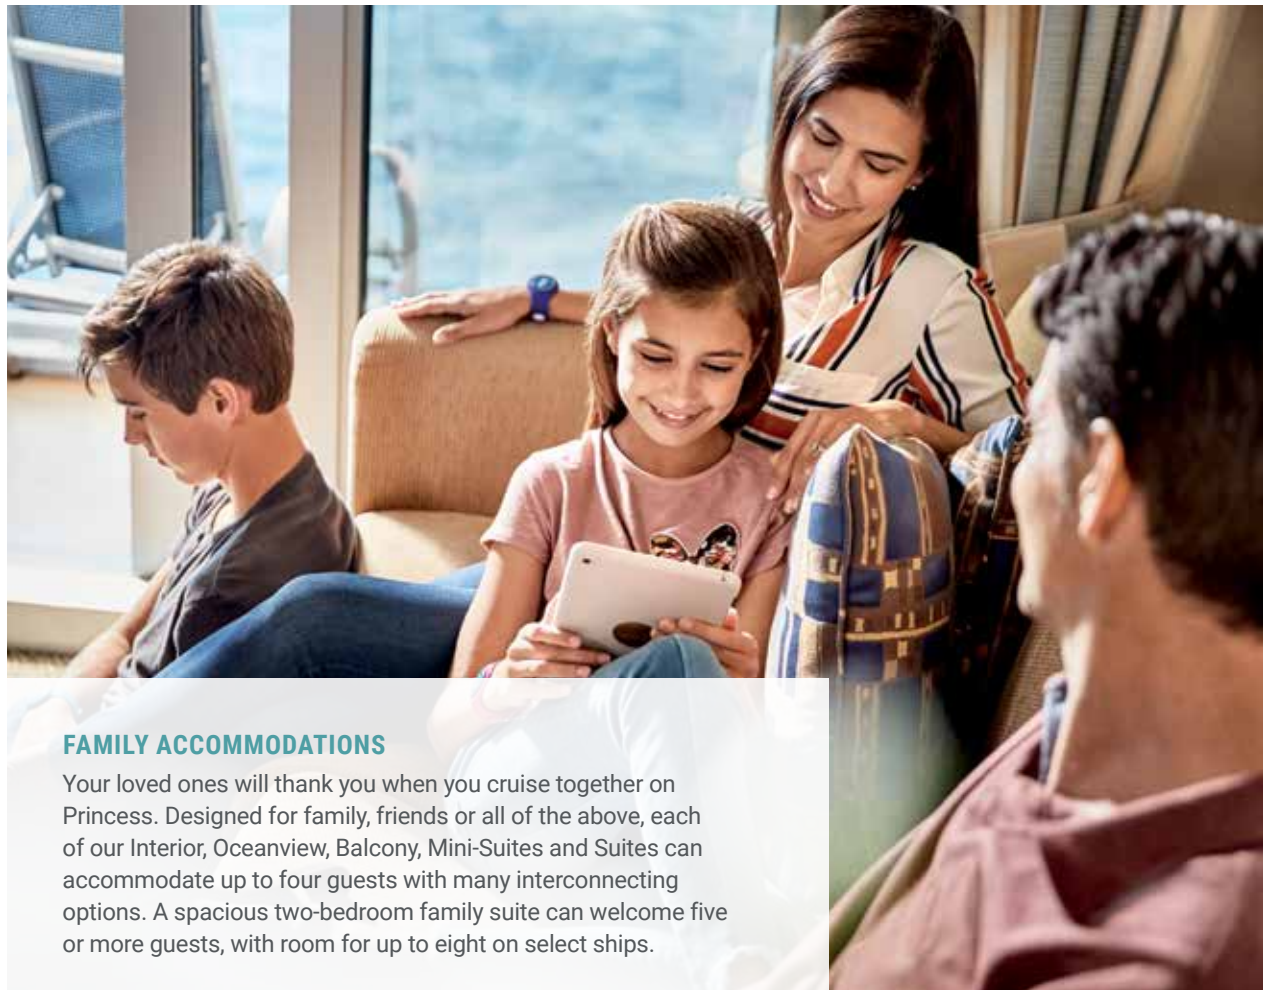 FAMILY ACCOMMODATIONS
Your loved ones will thank you when you cruise together on
Princess. Designed for family, friends or all of the above, each
of our Interior, Oceanview, Balcony, Mini-Suites and Suites can
accommodate up to four guests with many interconnecting
options. A spacious two-bedroom family suite can welcome five
or more guests, with room for up to eight on select ships.